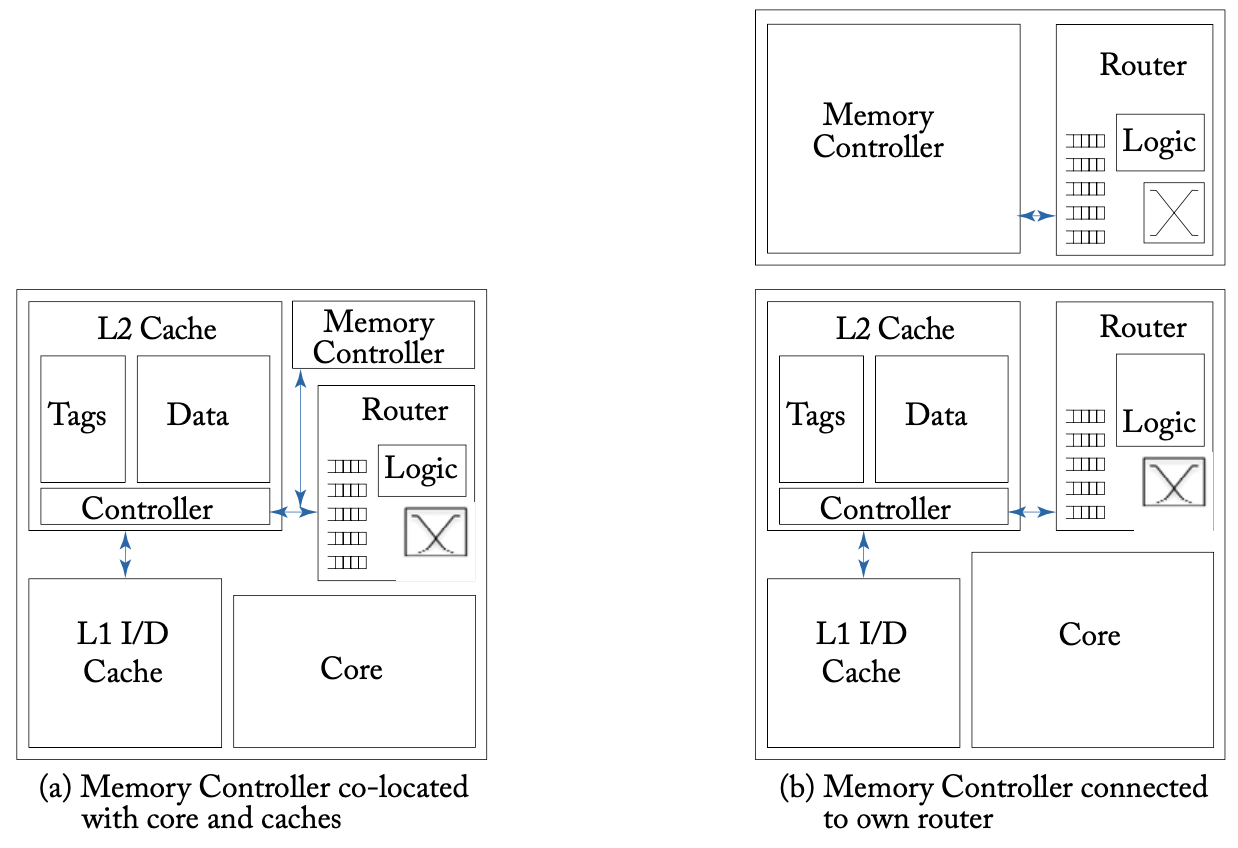 Memory
Controller
Router
Logic
L2 Cache
Tags
Data
Controller
Memory
Controller
Router
Logic
L1 I/D
Cache
Core
(a) Memory Controller co-located
with core and caches
L2 Cache
Tags
Data
Controller
Router
Logic
L1 I/D
Cache
Core
(b) Memory Controller connected
to own router